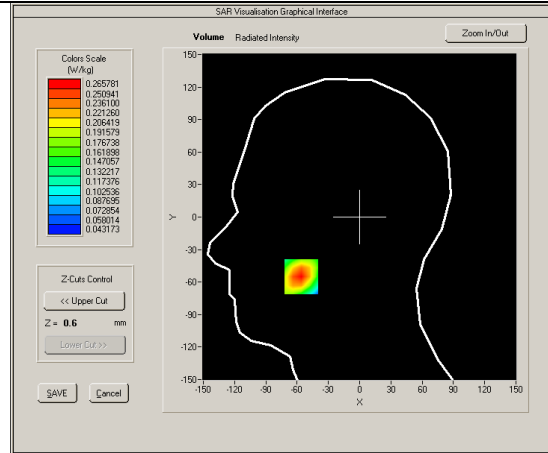 SAR Visualisation Graphical Interface
Volume Radiated Intensity
Zoom In/Out
Colors Scale
(W/kg)
0.265781
0.250941
0.236100
0.221260
0.206419
0.191579
0.176738
0.161898
0.147057
0.132217
0.117376
0.102536
0.087695
0.072854
0.058014
0.043173
Z-Cuts Control
<< Upper Cut
Z = 0.6 mm
Lower Cut >>
SAVE Cancel
150
120
90
60
30
0
-30
-60
-90
-120
-150
Y
-150 -120 -90 -60 -30 0 30 60 90 120 150
X